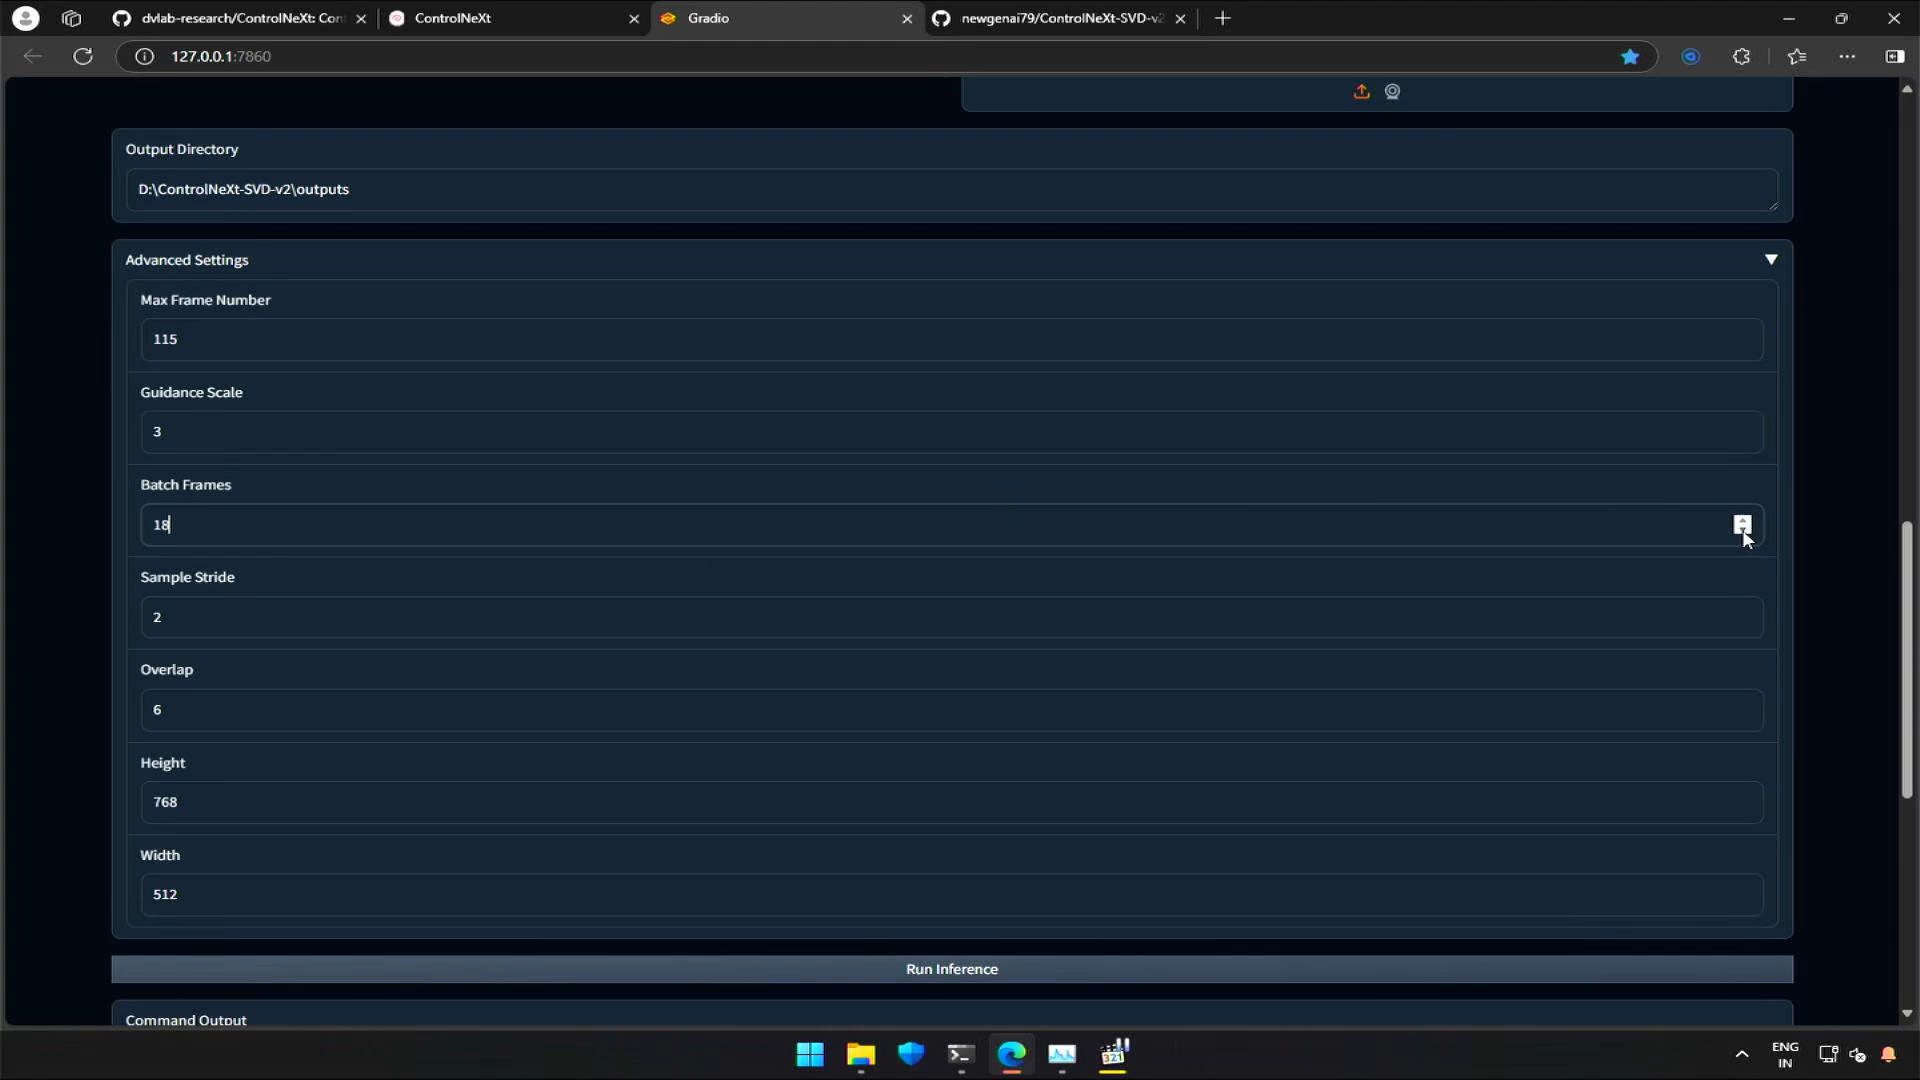 dvlab-research/ControlNeXt: Con
ControlNeXt
Gradio
newgenai79/ControlNeXt-SVD-v2
127.0.0.1:7860
Output Directory
D:\ControlNeXt-SVD-v2\outputs
Advanced Settings
Max Frame Number
115
Guidance Scale
3
Batch Frames
18
Sample Stride
2
Overlap
6
Height
768
Width
512
Run Inference
Command Output
321
ENG
IN